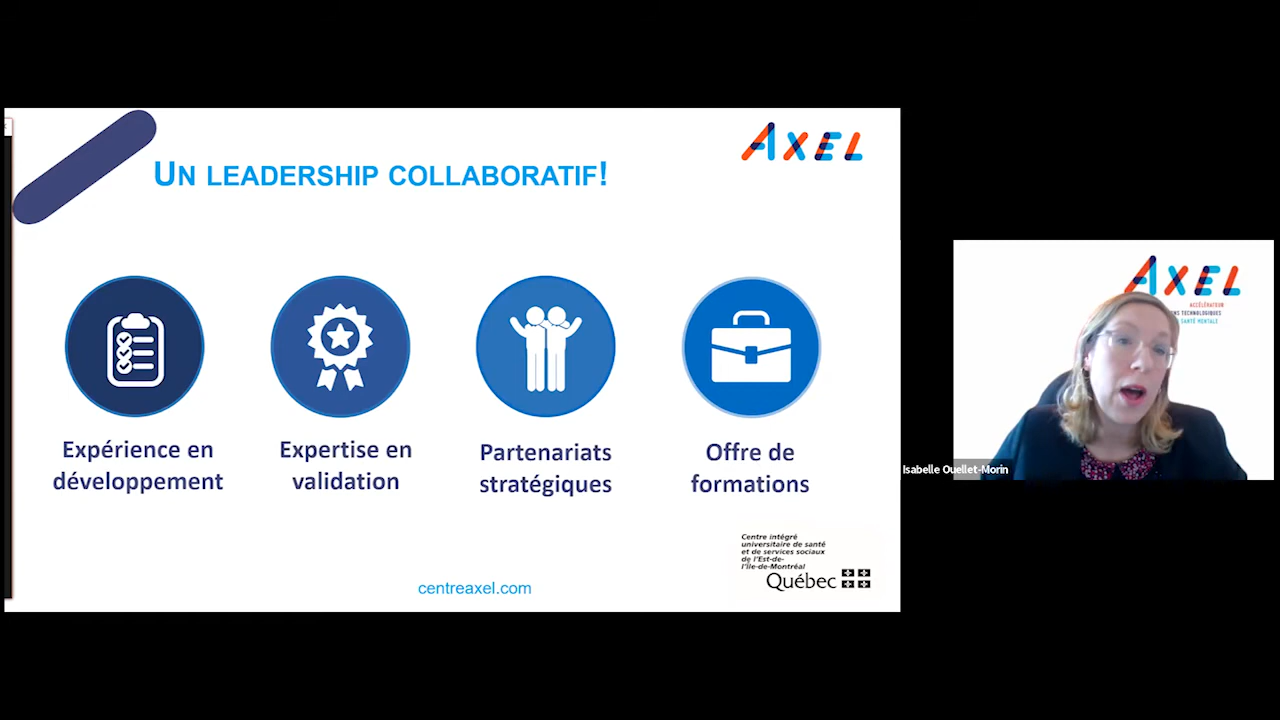 AXEL
UN LEADERSHIP COLLABORATIF!
Expérience en
développement
Expertise en
validation
Partenariats
stratégiques
Offre de
formations
centreaxel.com
Centre intégré
universitaire de santé
et de services sociaux
de l'Est-de-
l'Île-de-Montréal
Québec
AXEL
ACCÉLÉRATEUR
TECHNOLOGIQUES
SANTÉ MENTALE
Isabelle Ouellet-Morin